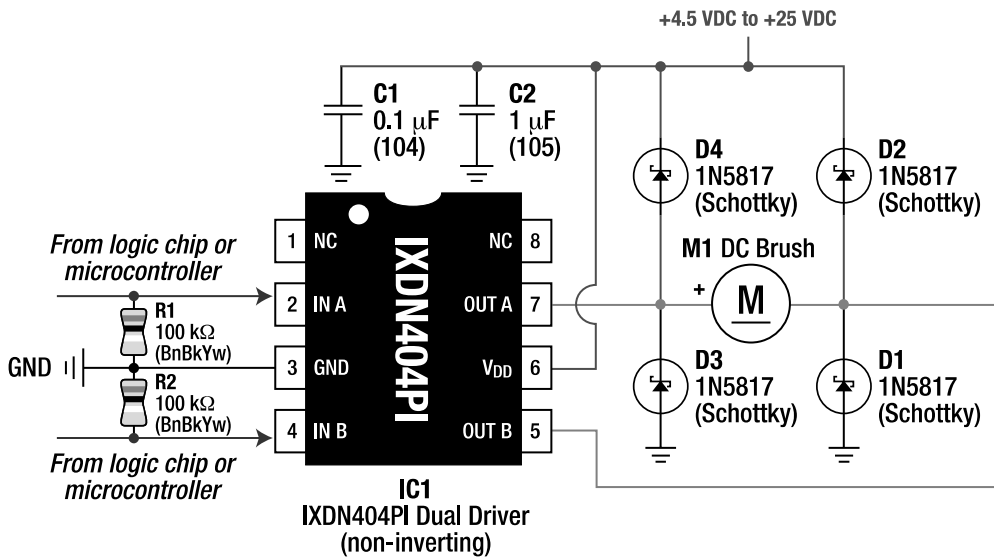 +4.5 VDC to +25 VDC
C1
0.1 μF
(104)
C2
1 μF
(105)
D4
1N5817
(Schottky)
D2
1N5817
(Schottky)
From logic chip or
microcontroller
1 NC
NC 8
M1 DC Brush
+
M
2 IN A
OUT A 7
R1
100 kΩ
(BnBkYw)
GND
3 GND
VDD 6
IXDN404PI
R2
100 kΩ
(BnBkYw)
D3
1N5817
(Schottky)
D1
1N5817
(Schottky)
4 IN B
OUT B 5
From logic chip or
microcontroller
IC1
IXDN404PI Dual Driver
(non-inverting)